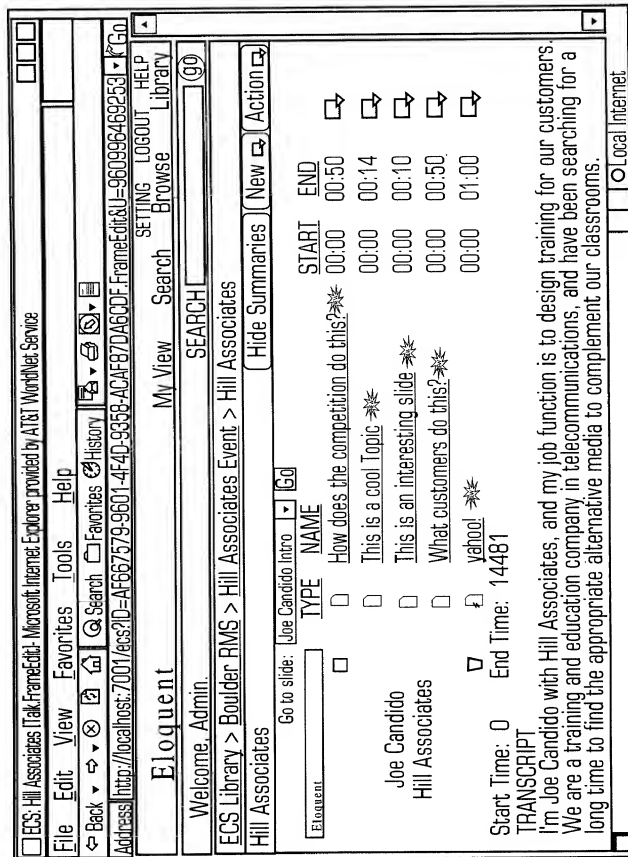 ECS: Hill Associates [Talk.FrameEdit]- Microsoft Internet Explorer provided by AT&T WorldNet Service
File Edit View Favorites Tools Help
Back Search Favorites History
Address http://localhost:7001/ecs?ID=AF667579-9601-4F4D-9358-ACAF87DA6CDF.FrameEdit&U=960996469253 Go
SETTING LOGOUT HELP
Eloquent My View Search Browse Library
Welcome, Admin. SEARCH go
ECS Library > Boulder RMS > Hill Associates Event > Hill Associates
Hill Associates Hide Summaries New Action
Go to slide: Joe Candido Intro Go
Eloquent
Joe Candido
Hill Associates
TYPE NAME START END
How does the competition do this? 00:00 00:50
This is a cool Topic 00:00 00:14
This is an interesting slide 00:00 00:10
What customers do this? 00:00 00:50
yahoo! 00:00 01:00
Start Time: 0 End Time: 14481
TRANSCRIPT
I'm Joe Candido with Hill Associates, and my job function is to design training for our customers.
We are a training and education company in telecommunications, and have been searching for a
long time to find the appropriate alternative media to complement our classrooms.
Local Internet